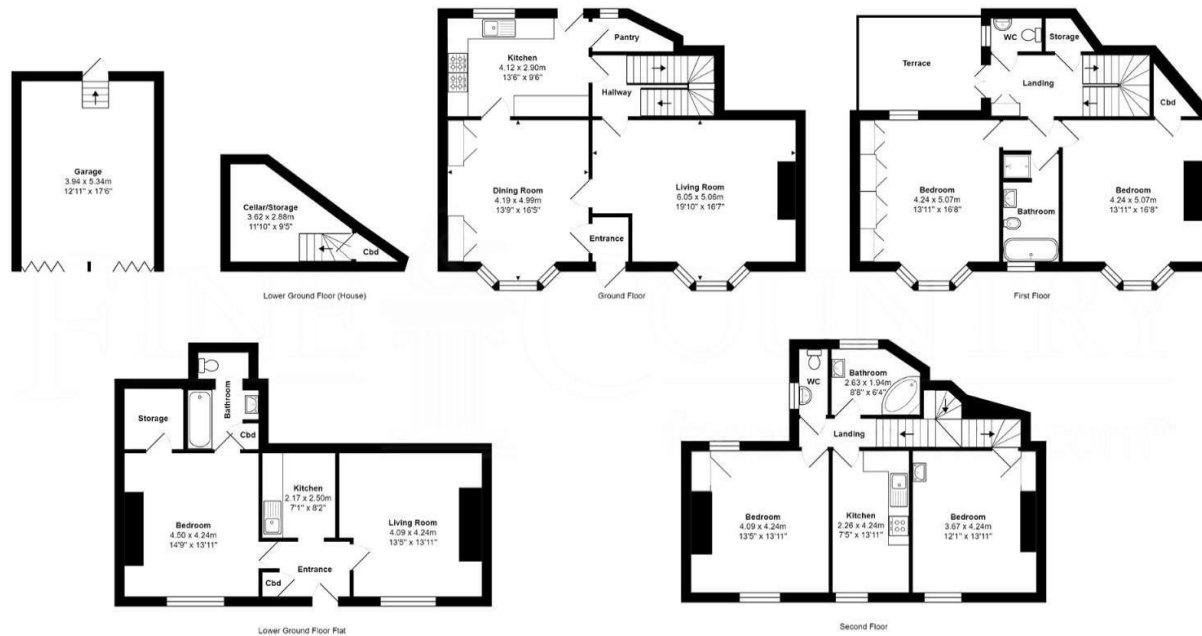 Garage
3.94 x 5.34m
12'11" x 17'6"
Cellar/Storage
3.62 x 2.88m
11'10" x 9'5"
Cbd
Lower Ground Floor (House)
Kitchen
4.12 x 2.90m
13'6" x 9'6"
Pantry
Hallway
Dining Room
4.19 x 4.99m
13'9" x 16'5"
Living Room
6.05 x 5.06m
19'10" x 16'7"
Entrance
Ground Floor
Terrace
WC
Storage
Landing
Cbd
Bedroom
4.24 x 5.07m
13'11" x 16'8"
Bathroom
Bedroom
4.24 x 5.07m
13'11" x 16'8"
First Floor
FINE COUNTRY
Storage
Bathroom
Cbd
Kitchen
2.17 x 2.50m
7'1" x 8'2"
Bedroom
4.50 x 4.24m
14'9" x 13'11"
Living Room
4.09 x 4.24m
13'5" x 13'11"
Entrance
Cbd
Lower Ground Floor Flat
WC
Bathroom
2.63 x 1.94m
8'8" x 6'4"
Landing
Bedroom
4.09 x 4.24m
13'5" x 13'11"
Kitchen
2.26 x 4.24m
7'5" x 13'11"
Bedroom
3.67 x 4.24m
12'1" x 13'11"
Second Floor